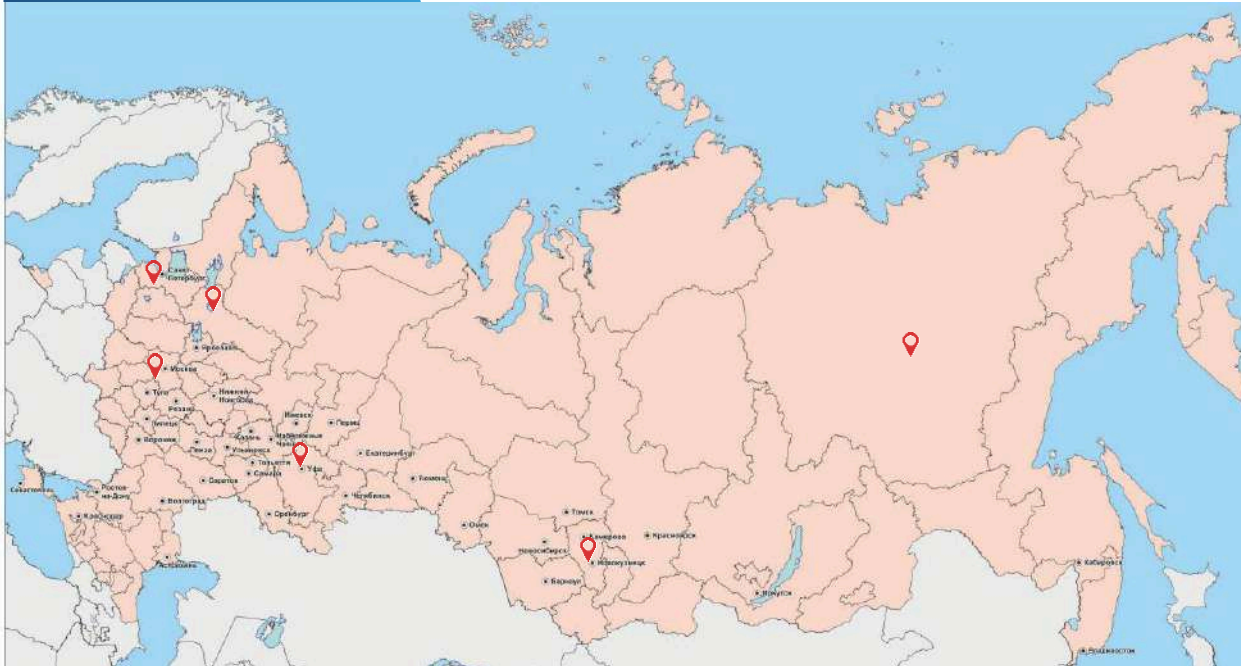 Санкт-
Петербург
Ярославль
Москва
Тула
Рязань
Нижний
Новгород
Липецк
Воронеж
Пенза
Ульяновск
Казань
Ижевск
Набережные
Пермь
Тольятти
Самара
Уфа
Екатеринбург
Тюмень
Челябинск
Саратов
Оренбург
Волгоград
Ростов-
на-Дону
Севастополь
Краснодар
Астрахань
Омск
Томск
Кемерово
Красноярск
Новосибирск
Новокузнецк
Барнаул
Иркутск
Хабаровск
Владивосток